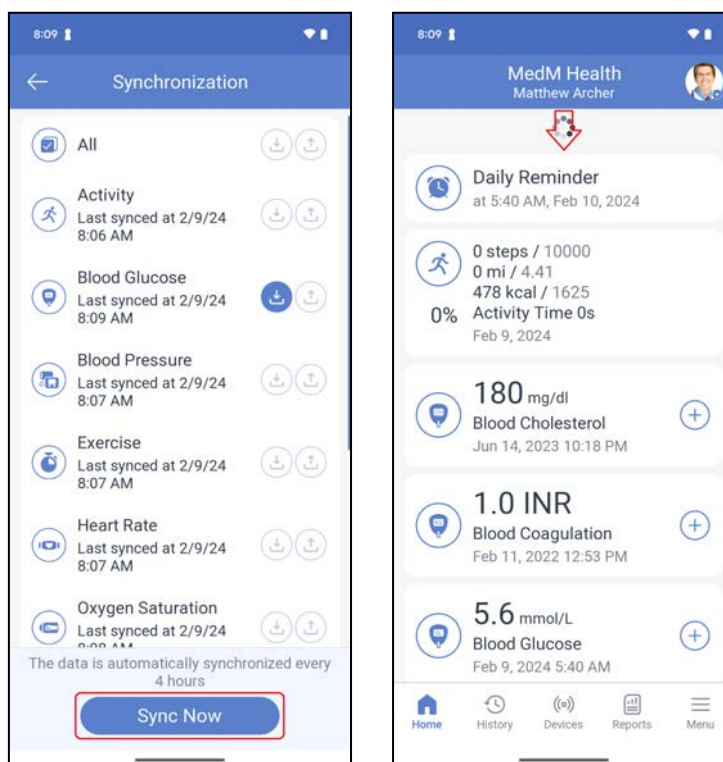 8:09
Synchronization
All
Activity
Last synced at 2/9/24
8:06 AM
Blood Glucose
Last synced at 2/9/24
8:09 AM
Blood Pressure
Last synced at 2/9/24
8:07 AM
Exercise
Last synced at 2/9/24
8:07 AM
Heart Rate
Last synced at 2/9/24
8:07 AM
Oxygen Saturation
Last synced at 2/9/24
8:08 AM
The data is automatically synchronized every
4 hours
Sync Now
8:09
MedM Health
Matthew Archer
Daily Reminder
at 5:40 AM, Feb 10, 2024
0 steps / 10000
0 mi / 4.41
478 kcal / 1625
0% Activity Time 0s
Feb 9, 2024
180 mg/dl
Blood Cholesterol
Jun 14, 2023 10:18 PM
1.0 INR
Blood Coagulation
Feb 11, 2022 12:53 PM
5.6 mmol/L
Blood Glucose
Feb 9, 2024 5:40 AM
Home History Devices Reports Menu